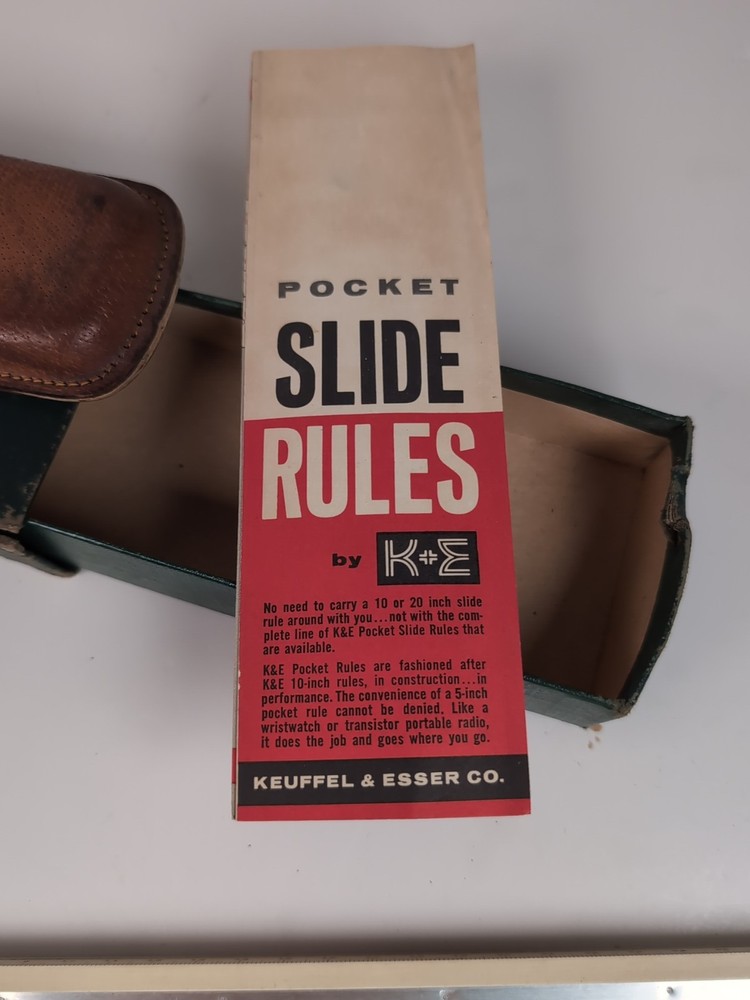 POCKET
SLIDE
RULES
by K+E
No need to carry a 10 or 20 inch slide
rule around with you...not with the com-
plete line of K&E Pocket Slide Rules that
are available.
K&E Pocket Rules are fashioned after
K&E 10-inch rules, in construction...in
performance. The convenience of a 5-inch
pocket rule cannot be denied. Like a
wristwatch or transistor portable radio,
it does the job and goes where you go.
KEUFFEL & ESSER CO.